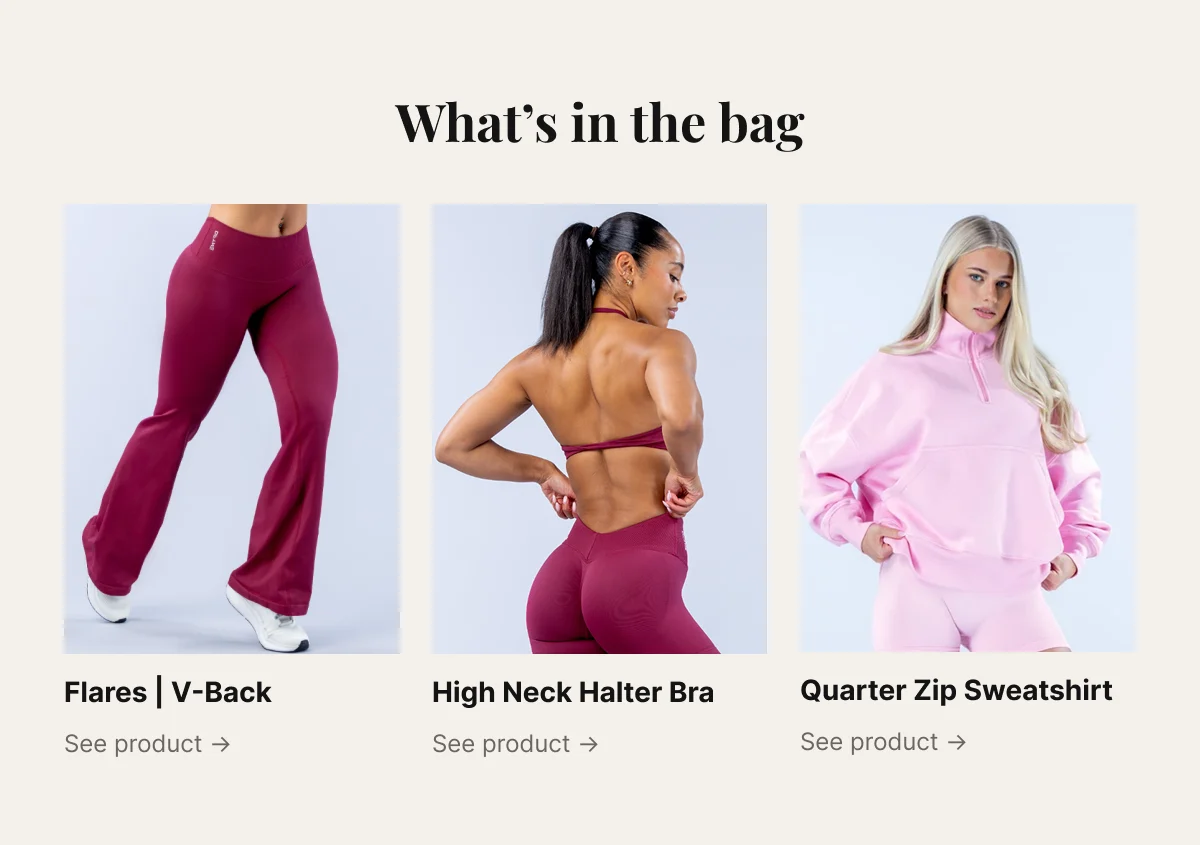 What’s in the bag
Flares | V-Back
High Neck Halter Bra
Quarter Zip Sweatshirt
See product →
See product →
See product →